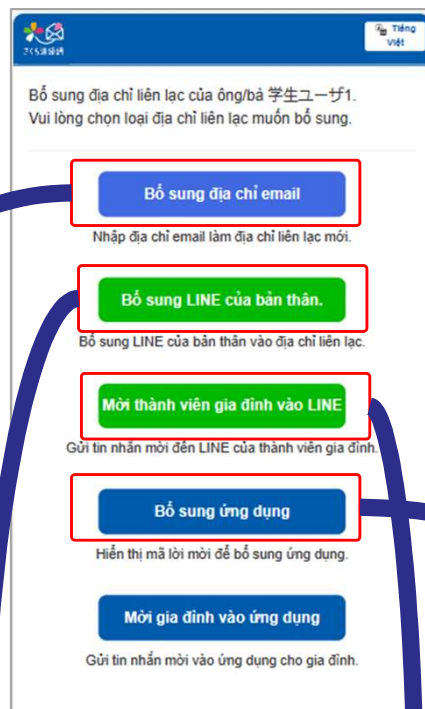 さくら連絡網
Tiếng
Việt
Bổ sung địa chỉ liên lạc của ông/bà 学生ユーザ1.
Vui lòng chọn loại địa chỉ liên lạc muốn bổ sung.
Bổ sung địa chỉ email
Nhập địa chỉ email làm địa chỉ liên lạc mới.
Bổ sung LINE của bản thân.
Bổ sung LINE của bản thân vào địa chỉ liên lạc.
Mời thành viên gia đình vào LINE
Gửi tin nhắn mời đến LINE của thành viên gia đình.
Bổ sung ứng dụng
Hiển thị mã lời mời để bổ sung ứng dụng.
Mời gia đình vào ứng dụng
Gửi tin nhắn mời vào ứng dụng cho gia đình.